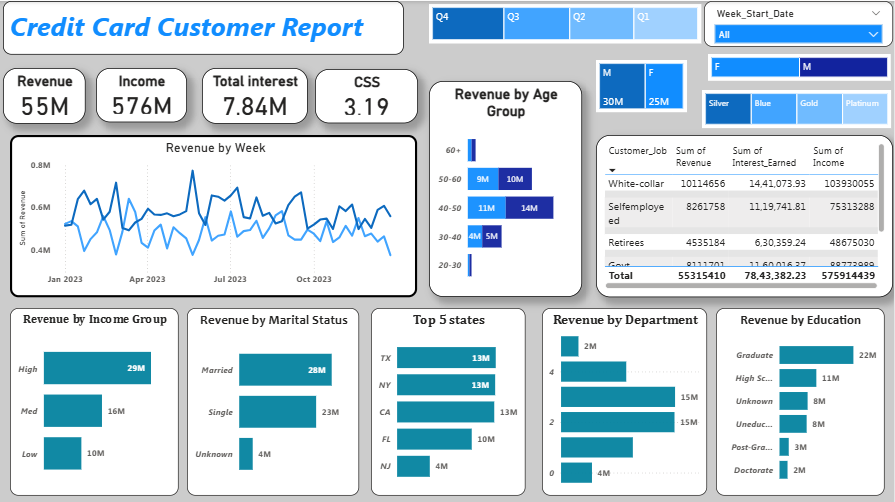 Credit Card Customer Report
Q4 Q3 Q2 Q1
Week_Start_Date
All
Revenue
55M
Income
576M
Total interest
7.84M
CSS
3.19
M F
30M 25M
F M
Silver Blue Gold Platinum
Revenue by Week
Sum of Revenue
0.8M
0.6M
0.4M
Jan 2023 Apr 2023 Jul 2023 Oct 2023
Revenue by Age
Group
60+
50-60 9M 10M
40-50 11M 14M
30-40 4M 5M
20-30
Customer_Job Sum of Revenue Sum of Interest_Earned Sum of Income
White-collar 10114656 14,41,073.93 103930055
Selfemploye
ed 8261758 11,19,741.81 75313288
Retirees 4535184 6,30,359.24 48675030
Govt 8111701 11,60,016.37 88773989
Total 55315410 78,43,382.23 575914439
Revenue by Income Group
High 29M
Med 16M
Low 10M
Revenue by Marital Status
Married 28M
Single 23M
Unknown 4M
Top 5 states
TX 13M
NY 13M
CA 13M
FL 10M
NJ 4M
Revenue by Department
2M
4
15M
2 15M
0 4M
Revenue by Education
Graduate 22M
High Sc... 11M
Unknown 8M
Uneduc... 8M
Post-Gra... 3M
Doctorate 2M